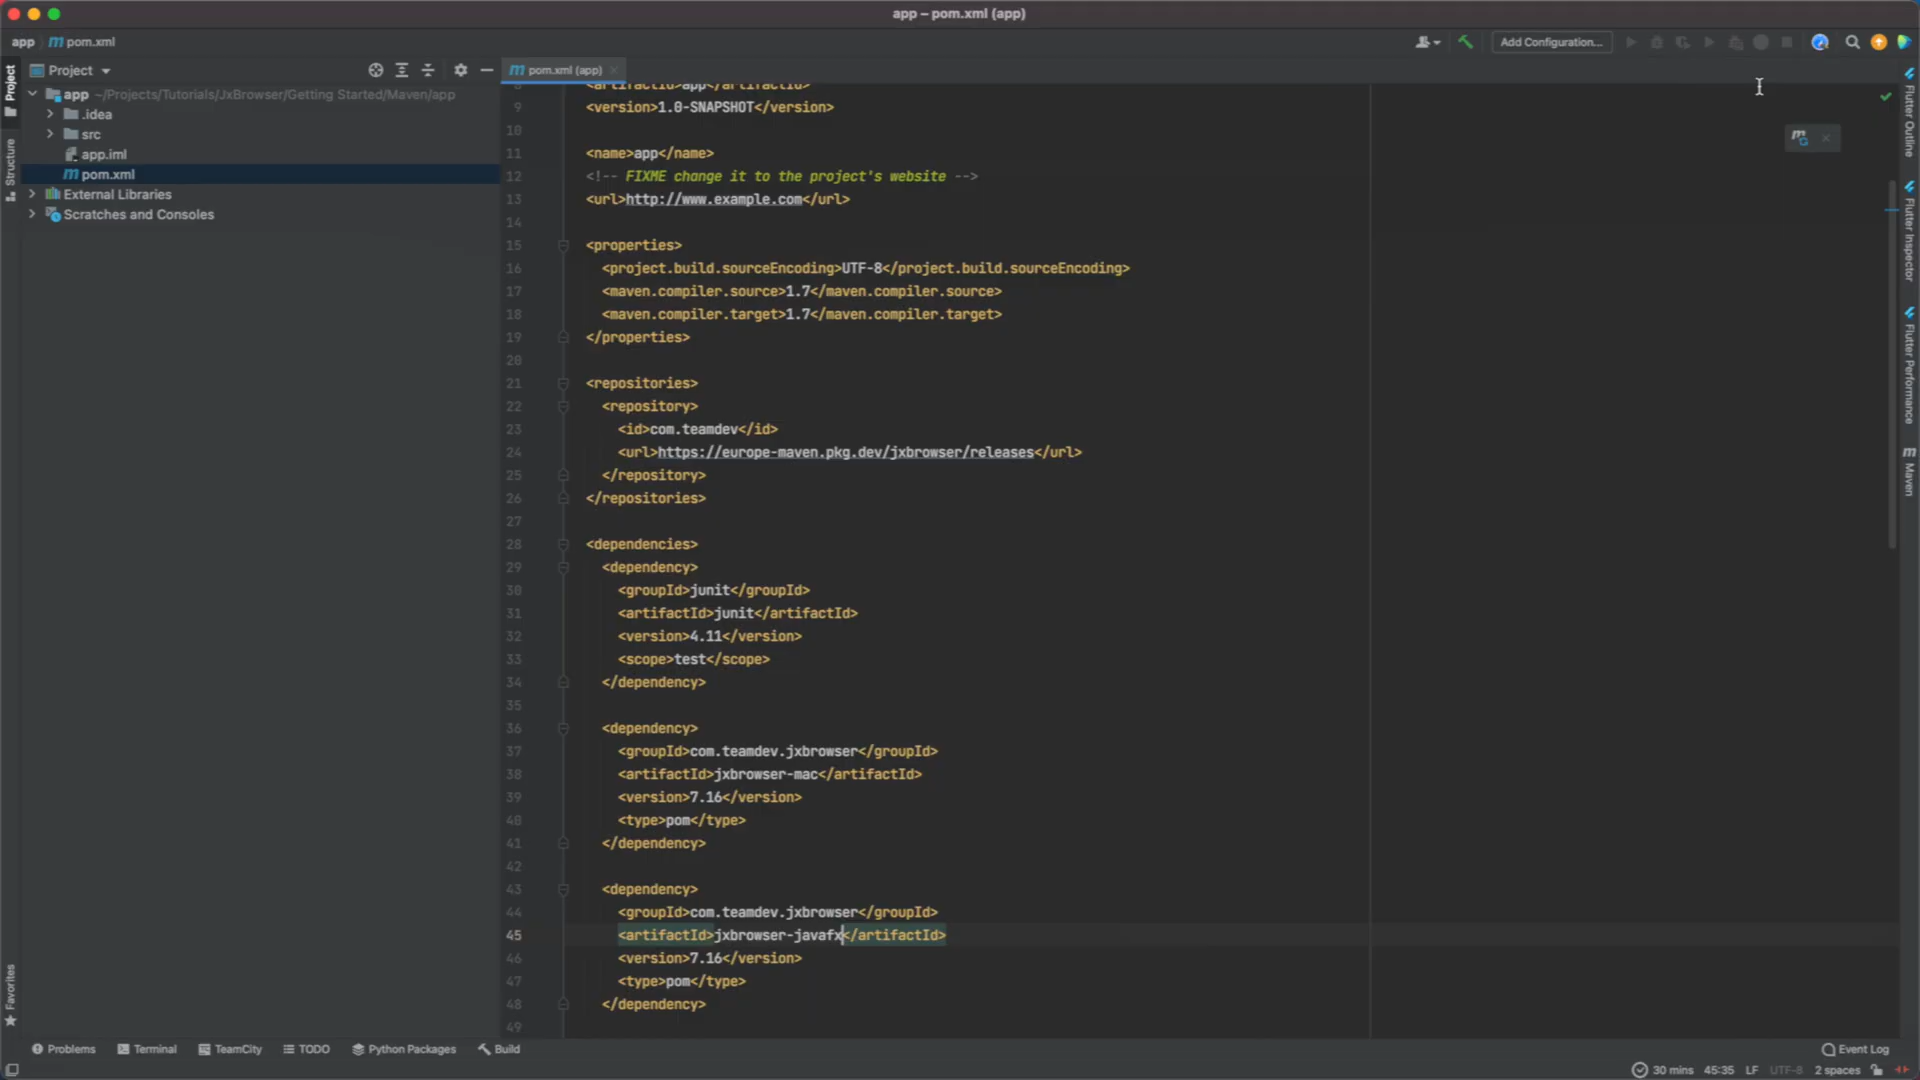 app – pom.xml (app)
app
pom.xml
Add Configuration...
Project
pom.xml (app)
app ~/Projects/Tutorials/JxBrowser/Getting Started/Maven/app
.idea
src
app.iml
pom.xml
External Libraries
Scratches and Consoles
Project
Structure
Favorites
8 <artifactId>app</artifactId>
9 <version>1.0-SNAPSHOT</version>
10
11 <name>app</name>
12 <!-- FIXME change it to the project's website -->
13 <url>http://www.example.com</url>
14
15 <properties>
16 <project.build.sourceEncoding>UTF-8</project.build.sourceEncoding>
17 <maven.compiler.source>1.7</maven.compiler.source>
18 <maven.compiler.target>1.7</maven.compiler.target>
19 </properties>
20
21 <repositories>
22 <repository>
23 <id>com.teamdev</id>
24 <url>https://europe-maven.pkg.dev/jxbrowser/releases</url>
25 </repository>
26 </repositories>
27
28 <dependencies>
29 <dependency>
30 <groupId>junit</groupId>
31 <artifactId>junit</artifactId>
32 <version>4.11</version>
33 <scope>test</scope>
34 </dependency>
35
36 <dependency>
37 <groupId>com.teamdev.jxbrowser</groupId>
38 <artifactId>jxbrowser-mac</artifactId>
39 <version>7.16</version>
40 <type>pom</type>
41 </dependency>
42
43 <dependency>
44 <groupId>com.teamdev.jxbrowser</groupId>
45 <artifactId>jxbrowser-javafx</artifactId>
46 <version>7.16</version>
47 <type>pom</type>
48 </dependency>
49
Flutter Outline
Flutter Inspector
Flutter Performance
Maven
Problems
Terminal
TeamCity
TODO
Python Packages
Build
Event Log
30 mins
45:35
LF
UTF-8
2 spaces